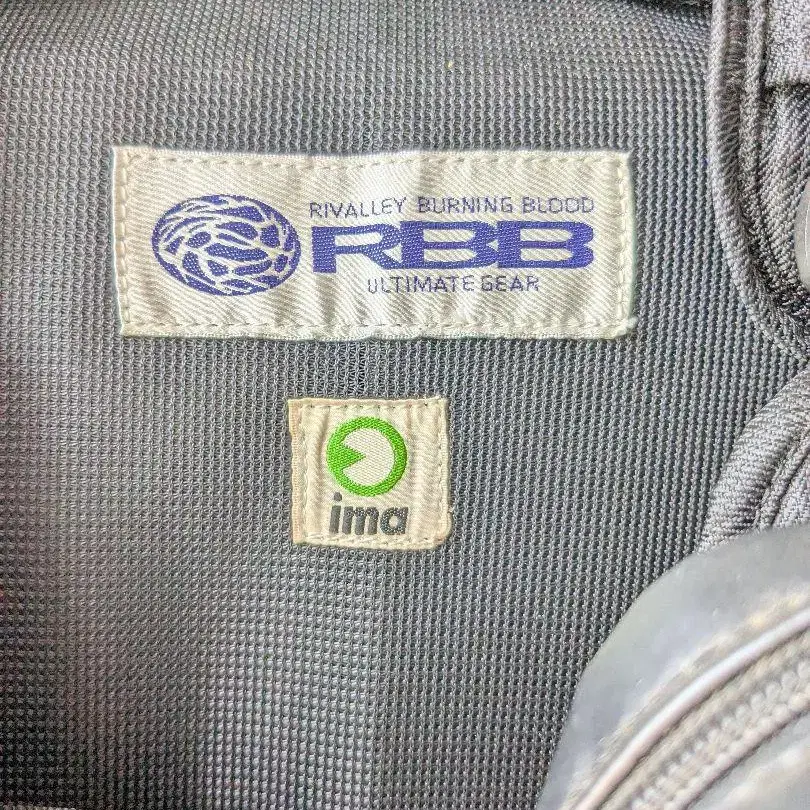 RIVALLEY BURNING BLOOD
RBB
ULTIMATE GEAR
ima